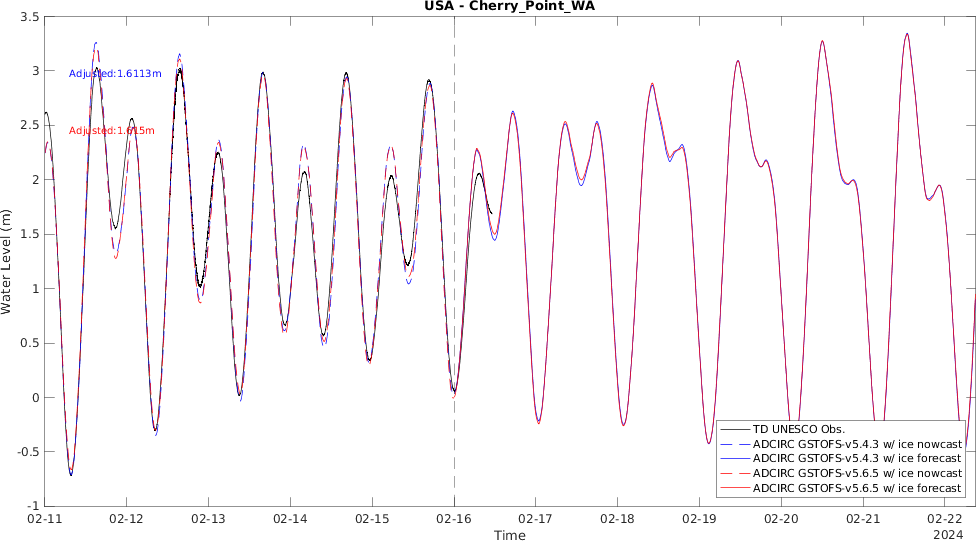 USA - Cherry_Point_WA
3.5
3
2.5
2
1.5
1
0.5
0
-0.5
-1
Water Level (m)
Adjusted:1.6113m
Adjusted:1.615m
TD UNESCO Obs.
ADCIRC GSTOFS-v5.4.3 w/ ice nowcast
ADCIRC GSTOFS-v5.4.3 w/ ice forecast
ADCIRC GSTOFS-v5.6.5 w/ ice nowcast
ADCIRC GSTOFS-v5.6.5 w/ ice forecast
02-11 02-12 02-13 02-14 02-15 02-16 02-17 02-18 02-19 02-20 02-21 02-22
2024
Time